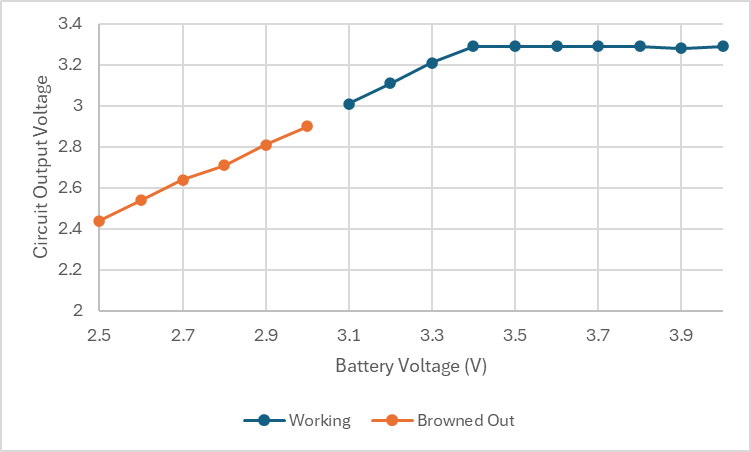 3.4
3.2
3
2.8
2.6
2.4
2.2
2
Circuit Output Voltage
2.5 2.7 2.9 3.1 3.3 3.5 3.7 3.9
Battery Voltage (V)
Working Browned Out